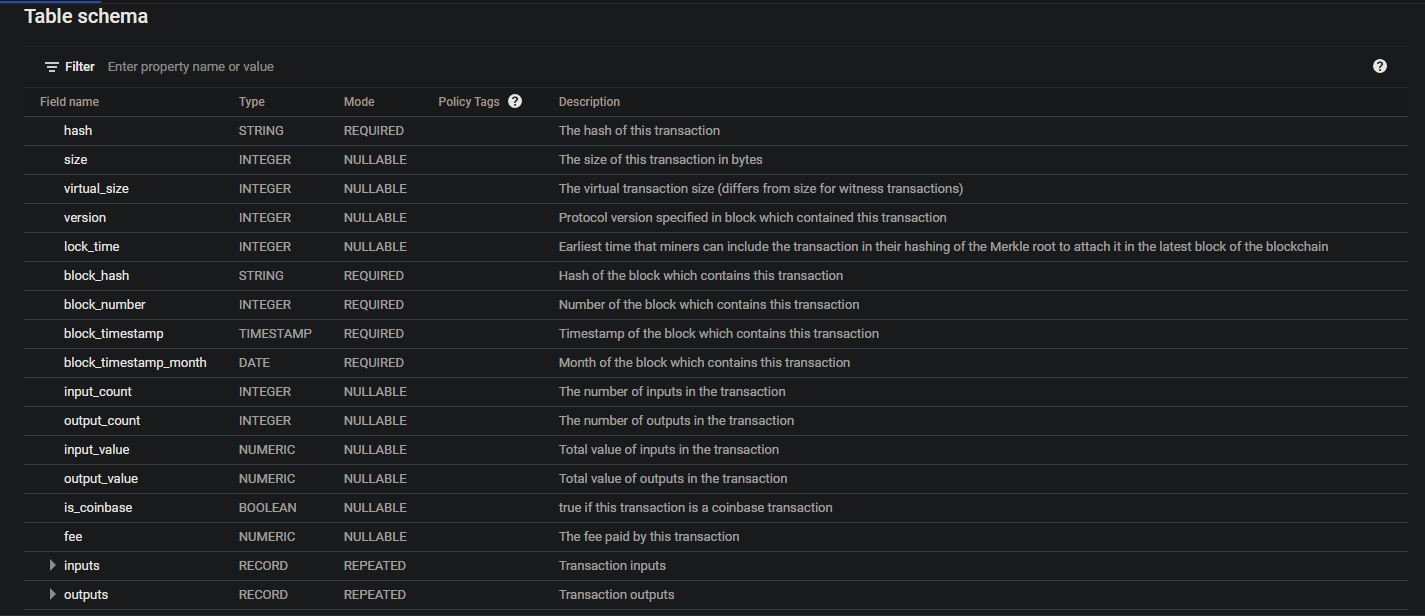 Table schema
Filter Enter property name or value ?
Field name Type Mode Policy Tags ? Description
hash STRING REQUIRED The hash of this transaction
size INTEGER NULLABLE The size of this transaction in bytes
virtual_size INTEGER NULLABLE The virtual transaction size (differs from size for witness transactions)
version INTEGER NULLABLE Protocol version specified in block which contained this transaction
lock_time INTEGER NULLABLE Earliest time that miners can include the transaction in their hashing of the Merkle root to attach it in the latest block of the blockchain
block_hash STRING REQUIRED Hash of the block which contains this transaction
block_number INTEGER REQUIRED Number of the block which contains this transaction
block_timestamp TIMESTAMP REQUIRED Timestamp of the block which contains this transaction
block_timestamp_month DATE REQUIRED Month of the block which contains this transaction
input_count INTEGER NULLABLE The number of inputs in the transaction
output_count INTEGER NULLABLE The number of outputs in the transaction
input_value NUMERIC NULLABLE Total value of inputs in the transaction
output_value NUMERIC NULLABLE Total value of outputs in the transaction
is_coinbase BOOLEAN NULLABLE true if this transaction is a coinbase transaction
fee NUMERIC NULLABLE The fee paid by this transaction
inputs RECORD REPEATED Transaction inputs
outputs RECORD REPEATED Transaction outputs